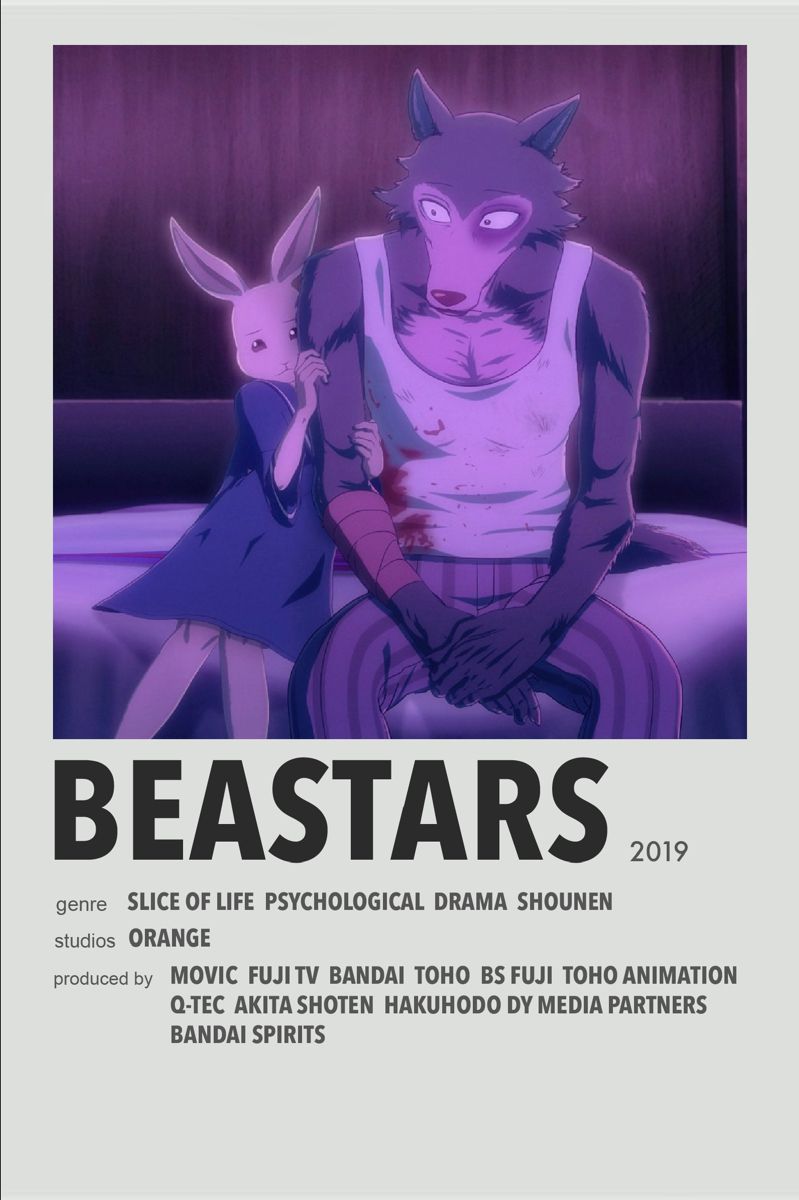 BEASTARS 2019
genre SLICE OF LIFE PSYCHOLOGICAL DRAMA SHOUNEN
studios ORANGE
produced by MOVIC FUJI TV BANDAI TOHO BS FUJI TOHO ANIMATION
Q-TEC AKITA SHOTEN HAKUHODO DY MEDIA PARTNERS
BANDAI SPIRITS